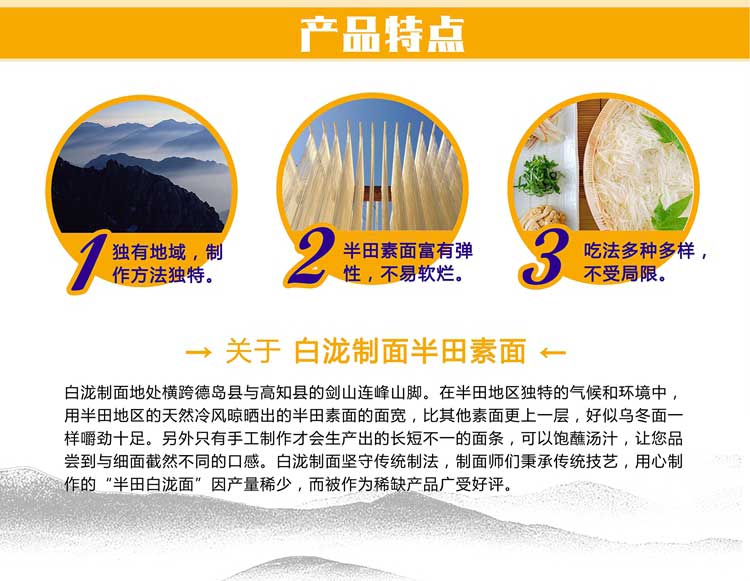 产品特点
1 独有地域，制
作方法独特。
2 半田素面富有弹
性，不易软烂。
3 吃法多种多样，
不受局限。
→ 关于 白泷制面半田素面 ←
白泷制面地处横跨德岛县与高知县的剑山连峰山脚。在半田地区独特的气候和环境中，
用半田地区的天然冷风晾晒出的半田素面的面宽，比其他素面更上一层，好似乌冬面一
样嚼劲十足。另外只有手工制作才会生产出的长短不一的面条，可以饱蘸汤汁，让您品
尝到与细面截然不同的口感。白泷制面坚守传统制法，制面师们秉承传统技艺，用心制
作的“半田白泷面”因产量稀少，而被作为稀缺产品广受好评。